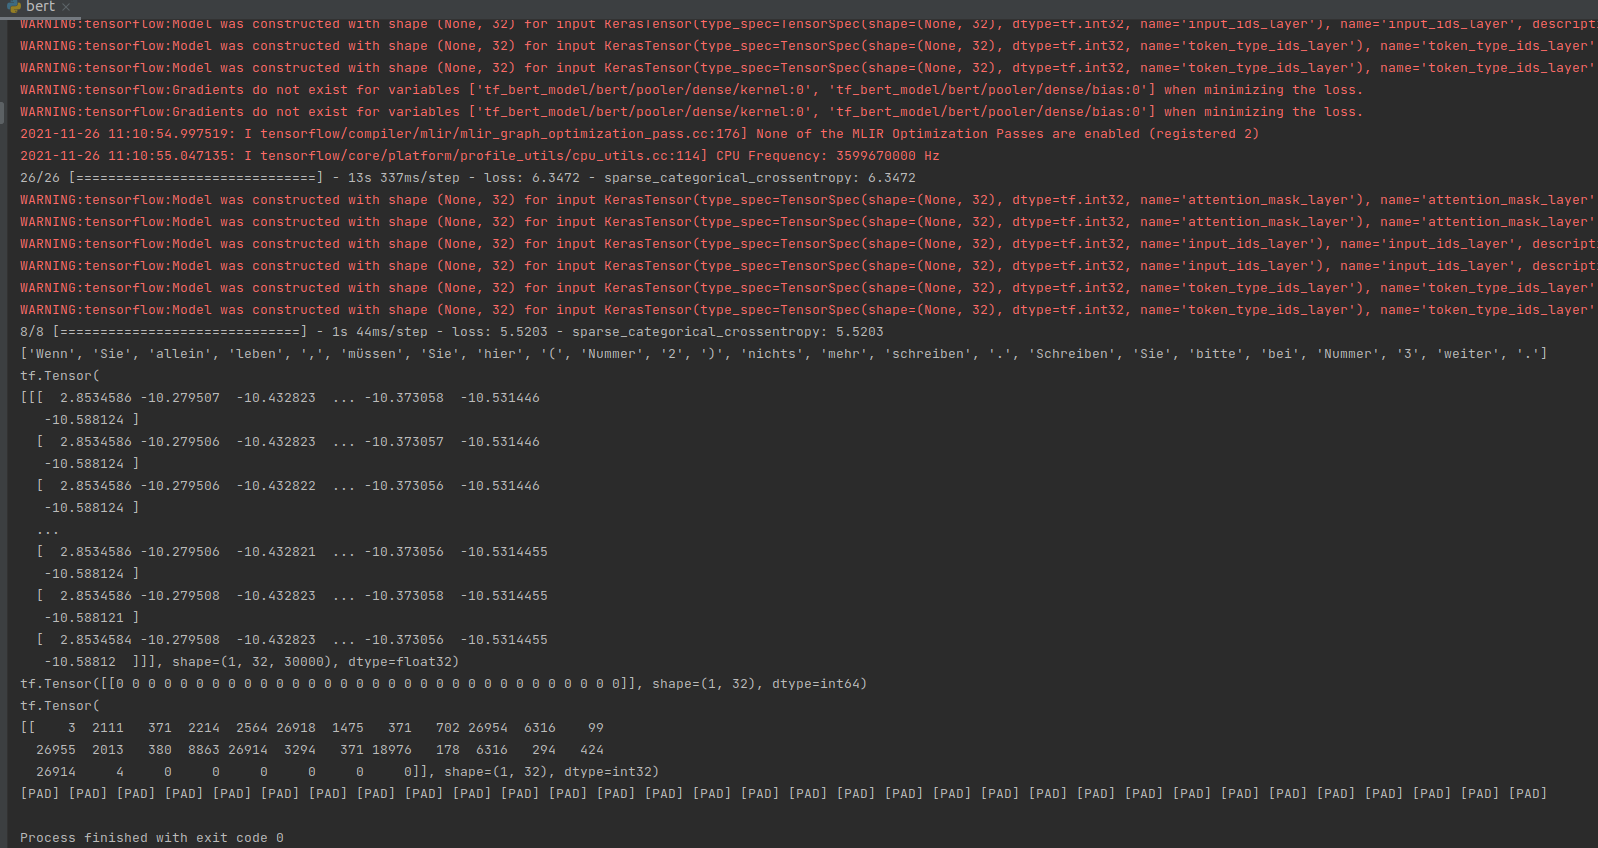 bert
WARNING:tensorflow:Model was constructed with shape (None, 32) for input KerasTensor(type_spec=TensorSpec(shape=(None, 32), dtype=tf.int32, name='input_ids_layer'), name='input_ids_layer', descript
WARNING:tensorflow:Model was constructed with shape (None, 32) for input KerasTensor(type_spec=TensorSpec(shape=(None, 32), dtype=tf.int32, name='token_type_ids_layer'), name='token_type_ids_layer'
WARNING:tensorflow:Model was constructed with shape (None, 32) for input KerasTensor(type_spec=TensorSpec(shape=(None, 32), dtype=tf.int32, name='token_type_ids_layer'), name='token_type_ids_layer'
WARNING:tensorflow:Gradients do not exist for variables ['tf_bert_model/bert/pooler/dense/kernel:0', 'tf_bert_model/bert/pooler/dense/bias:0'] when minimizing the loss.
WARNING:tensorflow:Gradients do not exist for variables ['tf_bert_model/bert/pooler/dense/kernel:0', 'tf_bert_model/bert/pooler/dense/bias:0'] when minimizing the loss.
2021-11-26 11:10:54.997519: I tensorflow/compiler/mlir/mlir_graph_optimization_pass.cc:176] None of the MLIR Optimization Passes are enabled (registered 2)
2021-11-26 11:10:55.047135: I tensorflow/core/platform/profile_utils/cpu_utils.cc:114] CPU Frequency: 3599670000 Hz
26/26 [==============================] - 13s 337ms/step - loss: 6.3472 - sparse_categorical_crossentropy: 6.3472
WARNING:tensorflow:Model was constructed with shape (None, 32) for input KerasTensor(type_spec=TensorSpec(shape=(None, 32), dtype=tf.int32, name='attention_mask_layer'), name='attention_mask_layer'
WARNING:tensorflow:Model was constructed with shape (None, 32) for input KerasTensor(type_spec=TensorSpec(shape=(None, 32), dtype=tf.int32, name='attention_mask_layer'), name='attention_mask_layer'
WARNING:tensorflow:Model was constructed with shape (None, 32) for input KerasTensor(type_spec=TensorSpec(shape=(None, 32), dtype=tf.int32, name='input_ids_layer'), name='input_ids_layer', descript
WARNING:tensorflow:Model was constructed with shape (None, 32) for input KerasTensor(type_spec=TensorSpec(shape=(None, 32), dtype=tf.int32, name='input_ids_layer'), name='input_ids_layer', descript
WARNING:tensorflow:Model was constructed with shape (None, 32) for input KerasTensor(type_spec=TensorSpec(shape=(None, 32), dtype=tf.int32, name='token_type_ids_layer'), name='token_type_ids_layer'
WARNING:tensorflow:Model was constructed with shape (None, 32) for input KerasTensor(type_spec=TensorSpec(shape=(None, 32), dtype=tf.int32, name='token_type_ids_layer'), name='token_type_ids_layer'
8/8 [==============================] - 1s 44ms/step - loss: 5.5203 - sparse_categorical_crossentropy: 5.5203
['Wenn', 'Sie', 'allein', 'leben', ',', 'müssen', 'Sie', 'hier', '(', 'Nummer', '2', ')', 'nichts', 'mehr', 'schreiben', '.', 'Schreiben', 'Sie', 'bitte', 'bei', 'Nummer', '3', 'weiter', '.']
tf.Tensor(
[[[  2.8534586 -10.279507  -10.432823  ... -10.373058  -10.531446
   -10.588124 ]
  [  2.8534586 -10.279506  -10.432823  ... -10.373057  -10.531446
   -10.588124 ]
  [  2.8534586 -10.279506  -10.432822  ... -10.373056  -10.531446
   -10.588124 ]
  ...
  [  2.8534586 -10.279506  -10.432821  ... -10.373056  -10.5314455
   -10.588124 ]
  [  2.8534586 -10.279508  -10.432823  ... -10.373058  -10.5314455
   -10.588121 ]
  [  2.8534584 -10.279508  -10.432823  ... -10.373056  -10.5314455
   -10.58812  ]]], shape=(1, 32, 30000), dtype=float32)
tf.Tensor([[0 0 0 0 0 0 0 0 0 0 0 0 0 0 0 0 0 0 0 0 0 0 0 0 0 0 0 0 0 0 0 0]], shape=(1, 32), dtype=int64)
tf.Tensor(
[[    3  2111   371  2214  2564 26918  1475   371   702 26954  6316    99
  26955  2013   380  8863 26914  3294   371 18976   178  6316   294   424
  26914     4     0     0     0     0     0     0]], shape=(1, 32), dtype=int32)
[PAD] [PAD] [PAD] [PAD] [PAD] [PAD] [PAD] [PAD] [PAD] [PAD] [PAD] [PAD] [PAD] [PAD] [PAD] [PAD] [PAD] [PAD] [PAD] [PAD] [PAD] [PAD] [PAD] [PAD] [PAD] [PAD] [PAD] [PAD] [PAD] [PAD] [PAD] [PAD]
Process finished with exit code 0